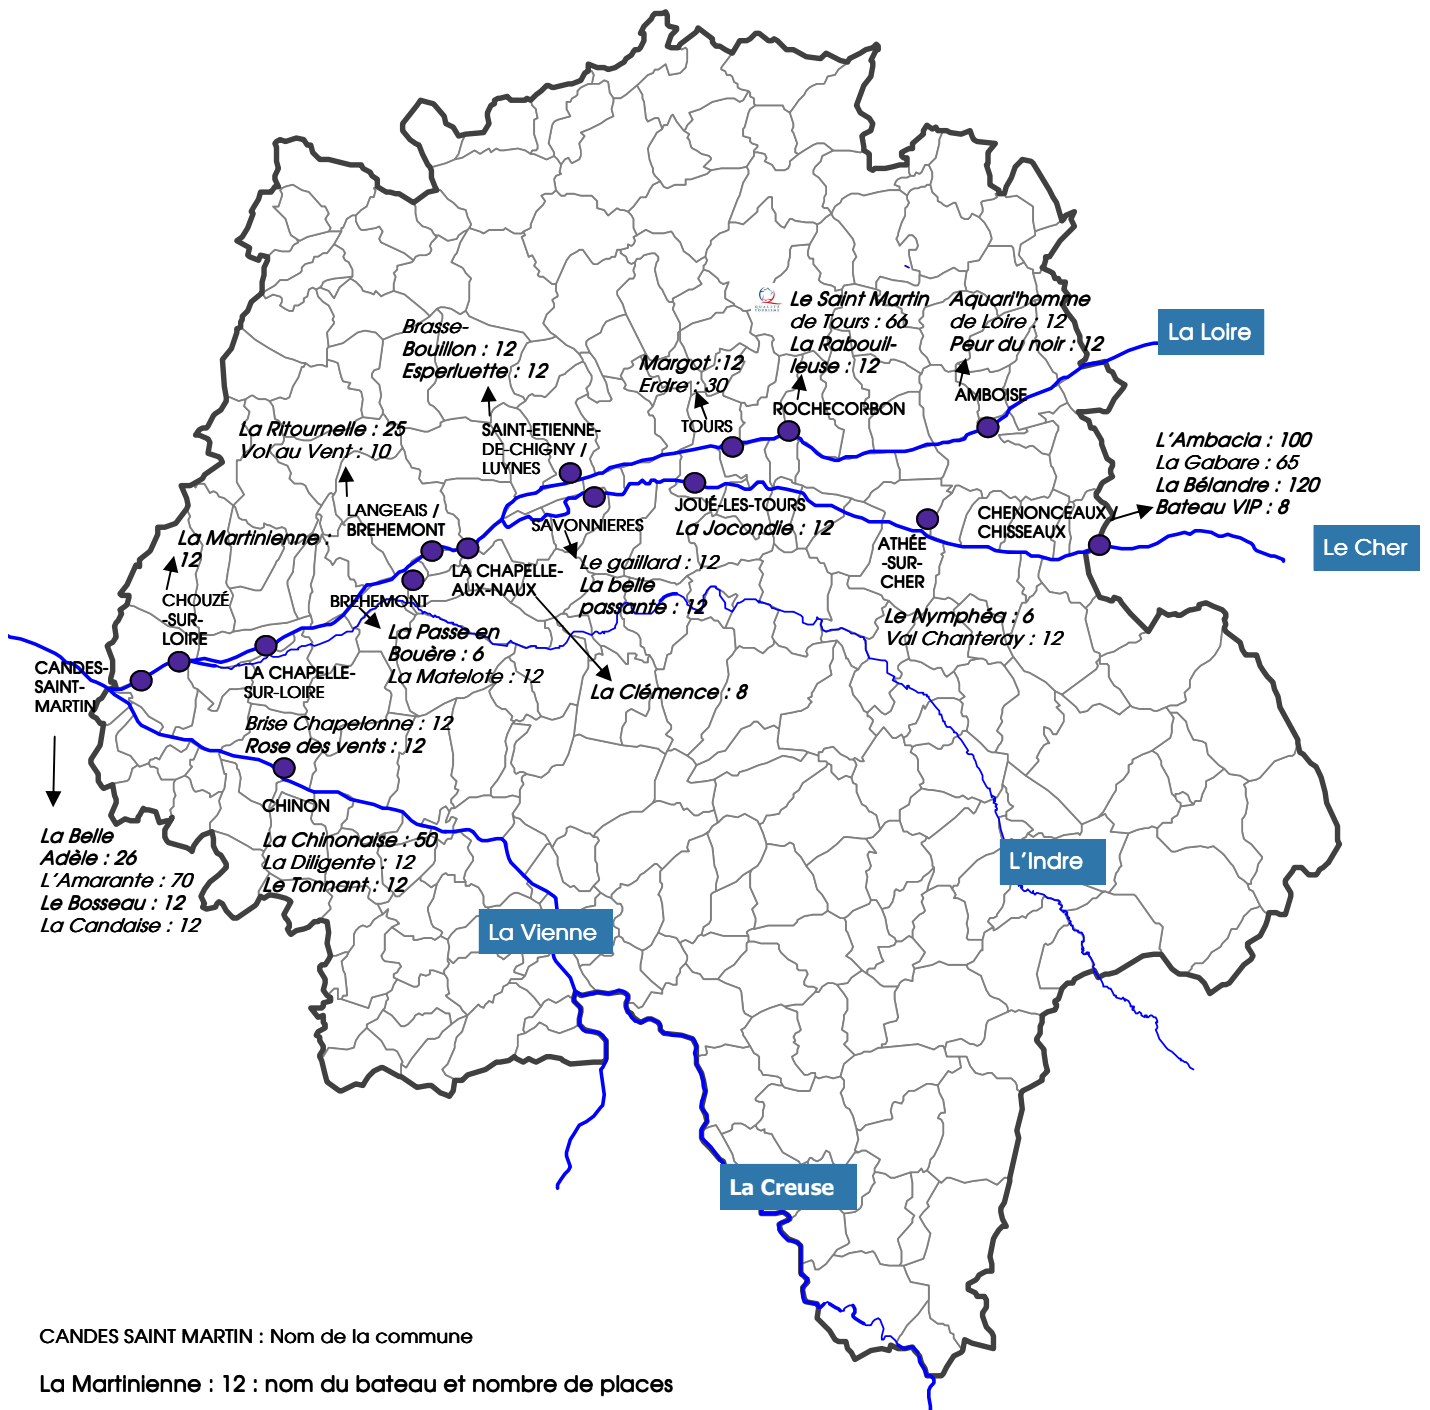 Le Saint Martin
de Tours : 66
La Rabouil-
leuse : 12
Aquari'homme
de Loire : 12
Peur du noir : 12
La Loire
Brasse-
Bouillon : 12
Esperluette : 12
Margot :12
Erdre : 30
AMBOISE
ROCHECORBON
TOURS
La Ritournelle : 25
Vol au Vent : 10
SAINT-ETIENNE-
DE-CHIGNY /
LUYNES
L'Ambacia : 100
La Gabare : 65
La Bélandre : 120
Bateau VIP : 8
LANGEAIS /
BREHEMONT
SAVONNIERES
JOUÉ-LES-TOURS
La Jocondie : 12
CHENONCEAUX /
CHISSEAUX
Le Cher
ATHÉE
-SUR-
CHER
La Martinienne :
12
LA CHAPELLE-
AUX-NAUX
Le gaillard : 12
La belle
passante : 12
CHOUZÉ
-SUR-
LOIRE
BREHEMONT
La Passe en
Bouère : 6
La Matelote : 12
Le Nymphéa : 6
Val Chanteray : 12
CANDES-
SAINT-
MARTIN
LA CHAPELLE-
SUR-LOIRE
La Clémence : 8
Brise Chapelonne : 12
Rose des vents : 12
CHINON
La Belle
Adèle : 26
L'Amarante : 70
Le Bosseau : 12
La Candaise : 12
La Chinonaise : 50
La Diligente : 12
Le Tonnant : 12
L'Indre
La Vienne
La Creuse
CANDES SAINT MARTIN : Nom de la commune
La Martinienne : 12 : nom du bateau et nombre de places